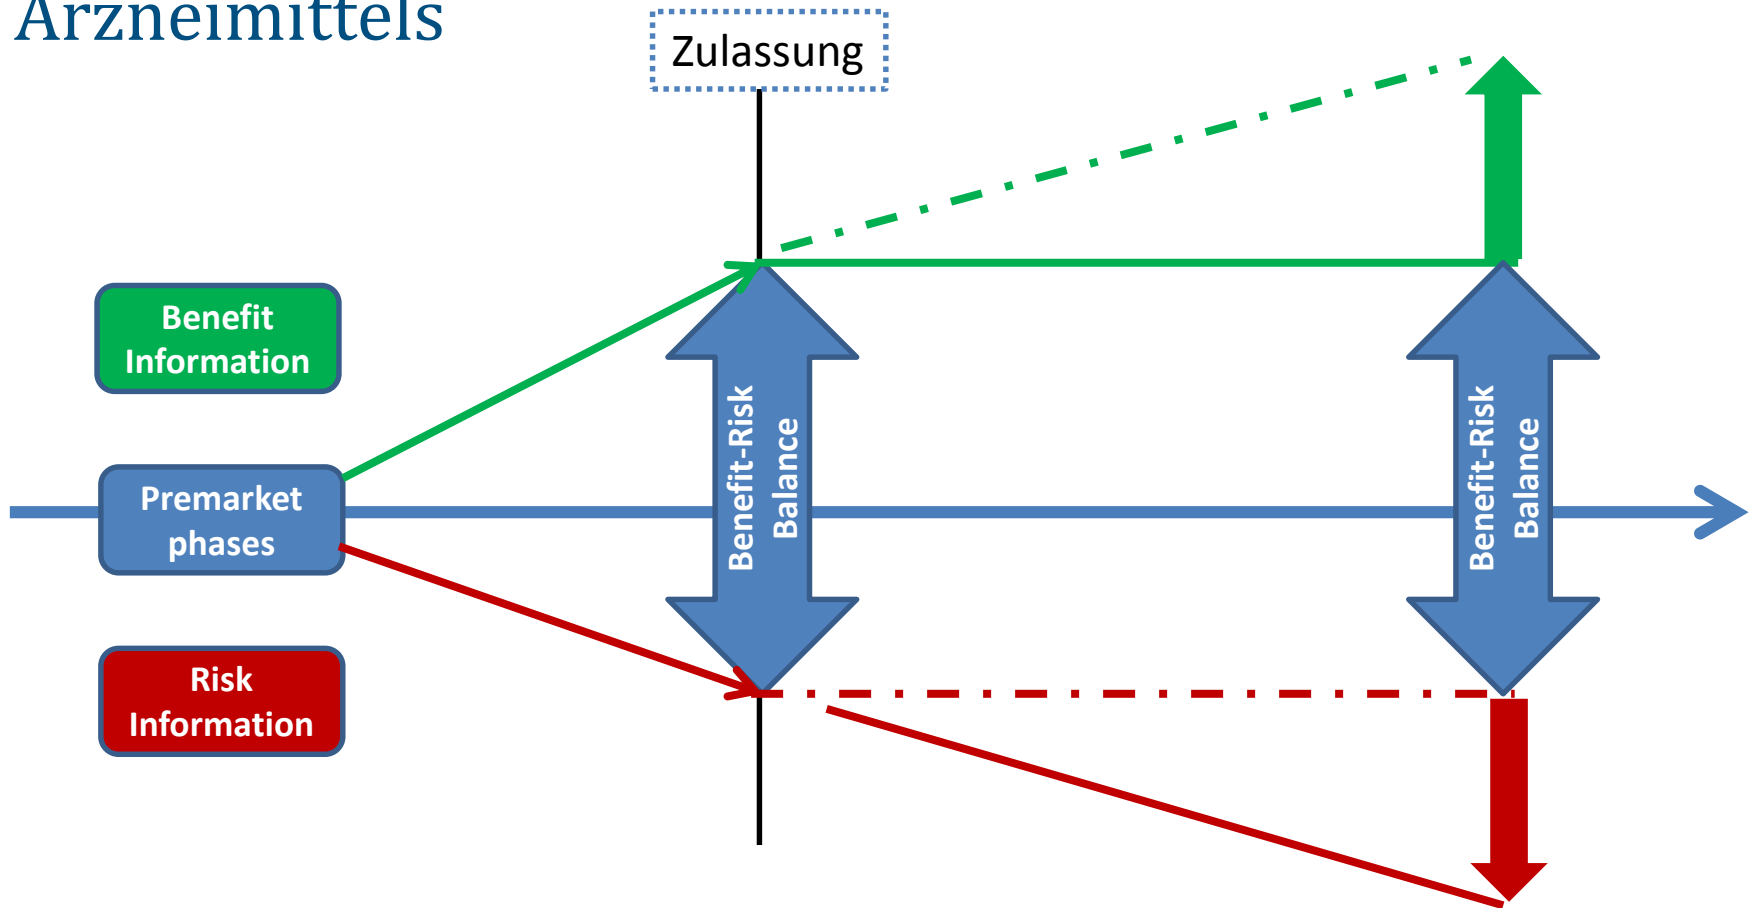 Arzneimittels
Zulassung
Benefit
Information
Premarket
phases
Risk
Information
Benefit-Risk
Balance
Benefit-Risk
Balance